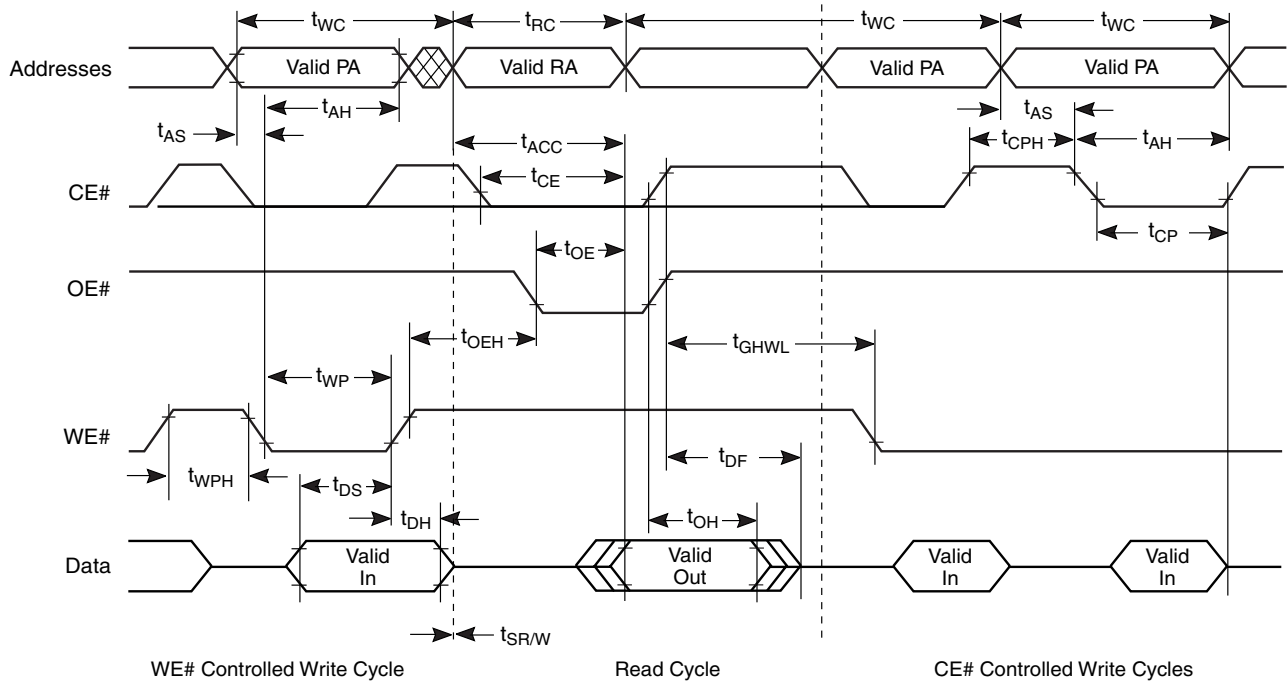 tWC tRC tWC tWC
Addresses Valid PA Valid RA Valid PA Valid PA
tAH tAS
tAS tACC tCPH tAH
CE# tCE
tOE tCP
OE#
tOEH tGHWL
tWP
WE#
tDF
tWPH tDS
tDH tOH
Data Valid In Valid Out Valid In Valid In
tSR/W
WE# Controlled Write Cycle Read Cycle CE# Controlled Write Cycles